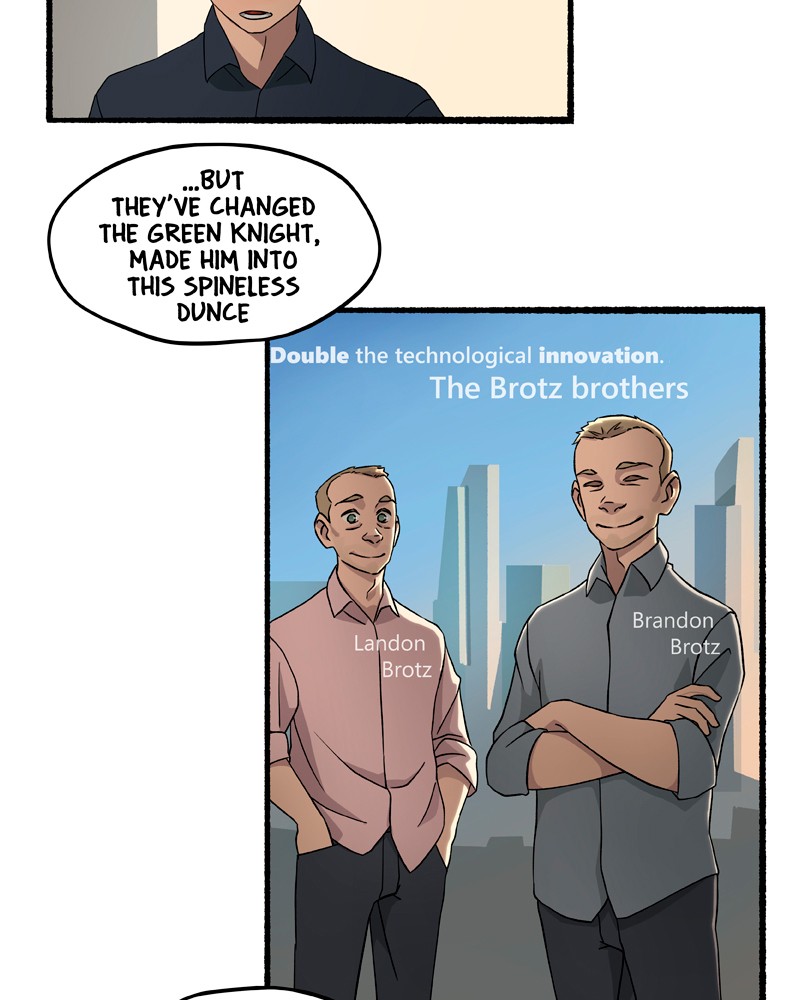 ...BUT
THEY'VE CHANGED
THE GREEN KNIGHT,
MADE HIM INTO
THIS SPINELESS
DUNCE
Double the technological innovation.
The Brotz brothers
Landon
Brotz
Brandon
Brotz